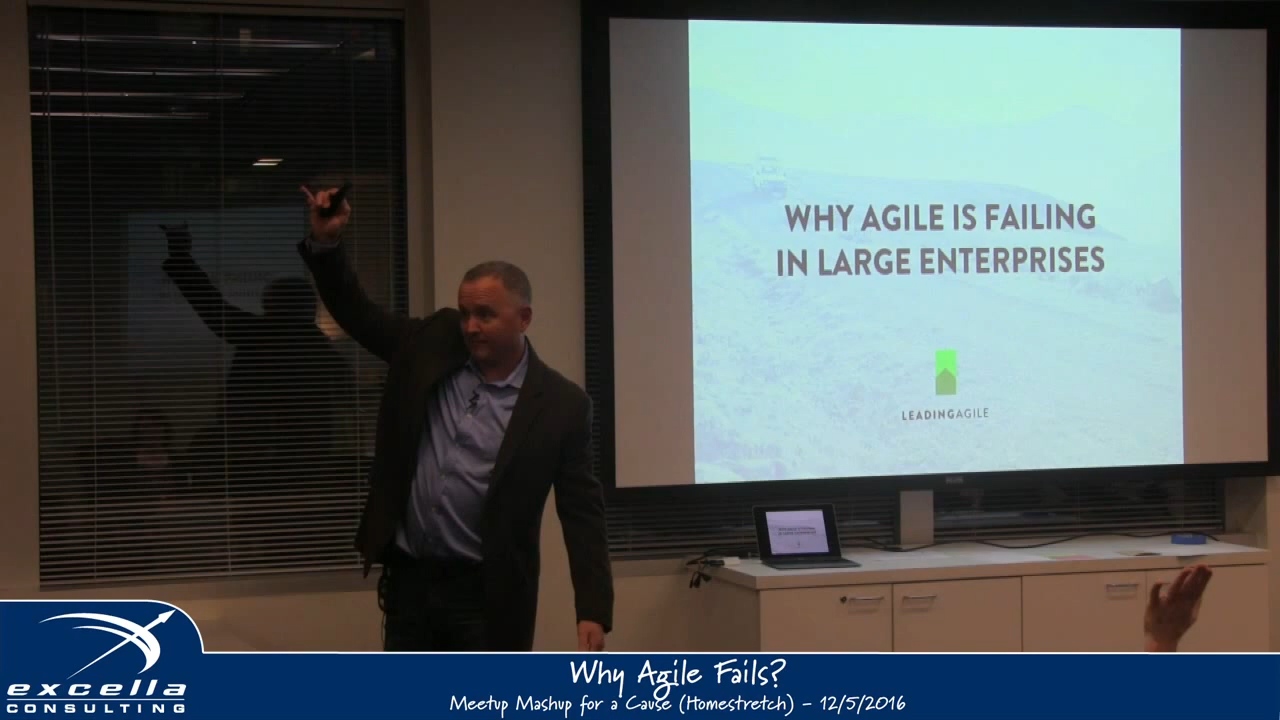 WHY AGILE IS FAILING
IN LARGE ENTERPRISES
LEADINGAGILE
excella
CONSULTING
Why Agile Fails?
Meetup Mashup for a Cause (Homestretch) - 12/5/2016